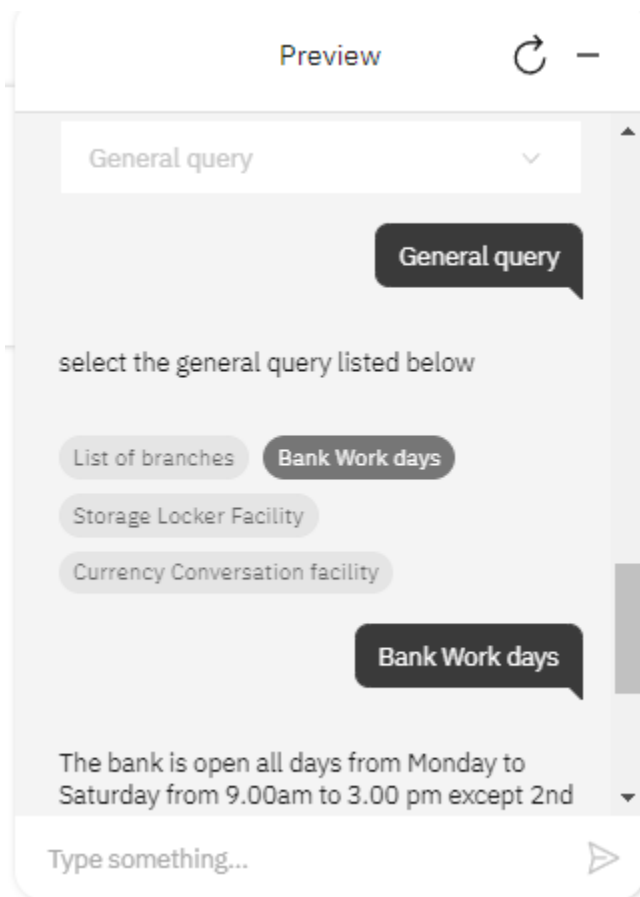 Preview
General query
General query
select the general query listed below
List of branches
Bank Work days
Storage Locker Facility
Currency Conversation facility
Bank Work days
The bank is open all days from Monday to
Saturday from 9.00am to 3.00 pm except 2nd
Type something...